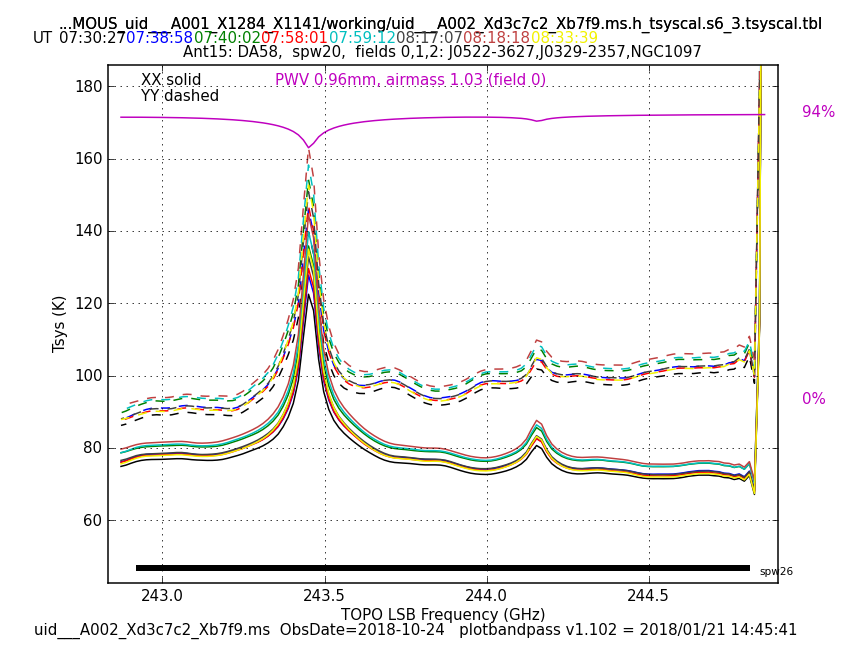 ...MOUS_uid___A001_X1284_X1141/working/uid___A002_Xd3c7c2_Xb7f9.ms.h_tsyscal.s6_3.tsyscal.tbl
UT 07:30:27 07:38:58 07:40:02 07:58:01 07:59:12 08:17:07 08:18:18 08:33:39
Ant15: DA58,  spw20,  fields 0,1,2: J0522-3627,J0329-2357,NGC1097
XX solid
PWV 0.96mm, airmass 1.03 (field 0)
YY dashed
94%
0%
180
160
140
120
100
80
60
Tsys (K)
spw26
243.0 243.5 244.0 244.5
TOPO LSB Frequency (GHz)
uid___A002_Xd3c7c2_Xb7f9.ms  ObsDate=2018-10-24   plotbandpass v1.102 = 2018/01/21 14:45:41